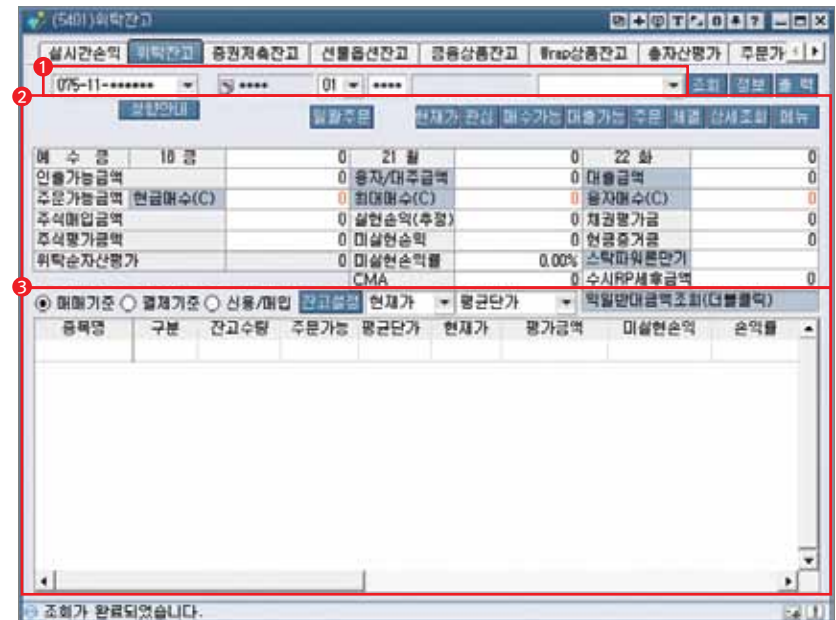 (5401)위탁잔고
실시간손익 위탁잔고 증권저축잔고 선물옵션잔고 금융상품잔고 Wrap상품잔고 총자산평가 주문가
1
075-11-****** **** 01 **** 조회 정보 출 력
2
일괄주문 현재가 관심 매수가능 대출가능 주문 체결 상세조회 메뉴
예 수 금 18 금 0 21 월 0 22 화 0
인출가능금액 0 융자/대주금액 0 대출금액 0
주문가능금액 현금매수(C) 0 최대매수(C) 0 융자매수(C) 0
주식매입금액 0 실현손익(추정) 0 채권평가금 0
주식평가금액 0 미실현손익 0 현금증거금 0
위탁순자산평가 0 미실현손익률 0.00% 스탁파워론만기
CMA 0 수시RP세후금액 0
3
매매기준 결제기준 신용/매입 잔고설정 현재가 평균단가 익일반대금액조회(더블클릭)
종목명 구분 잔고수량 주문가능 평균단가 현재가 평가금액 미실현손익 손익률
조회가 완료되었습니다.